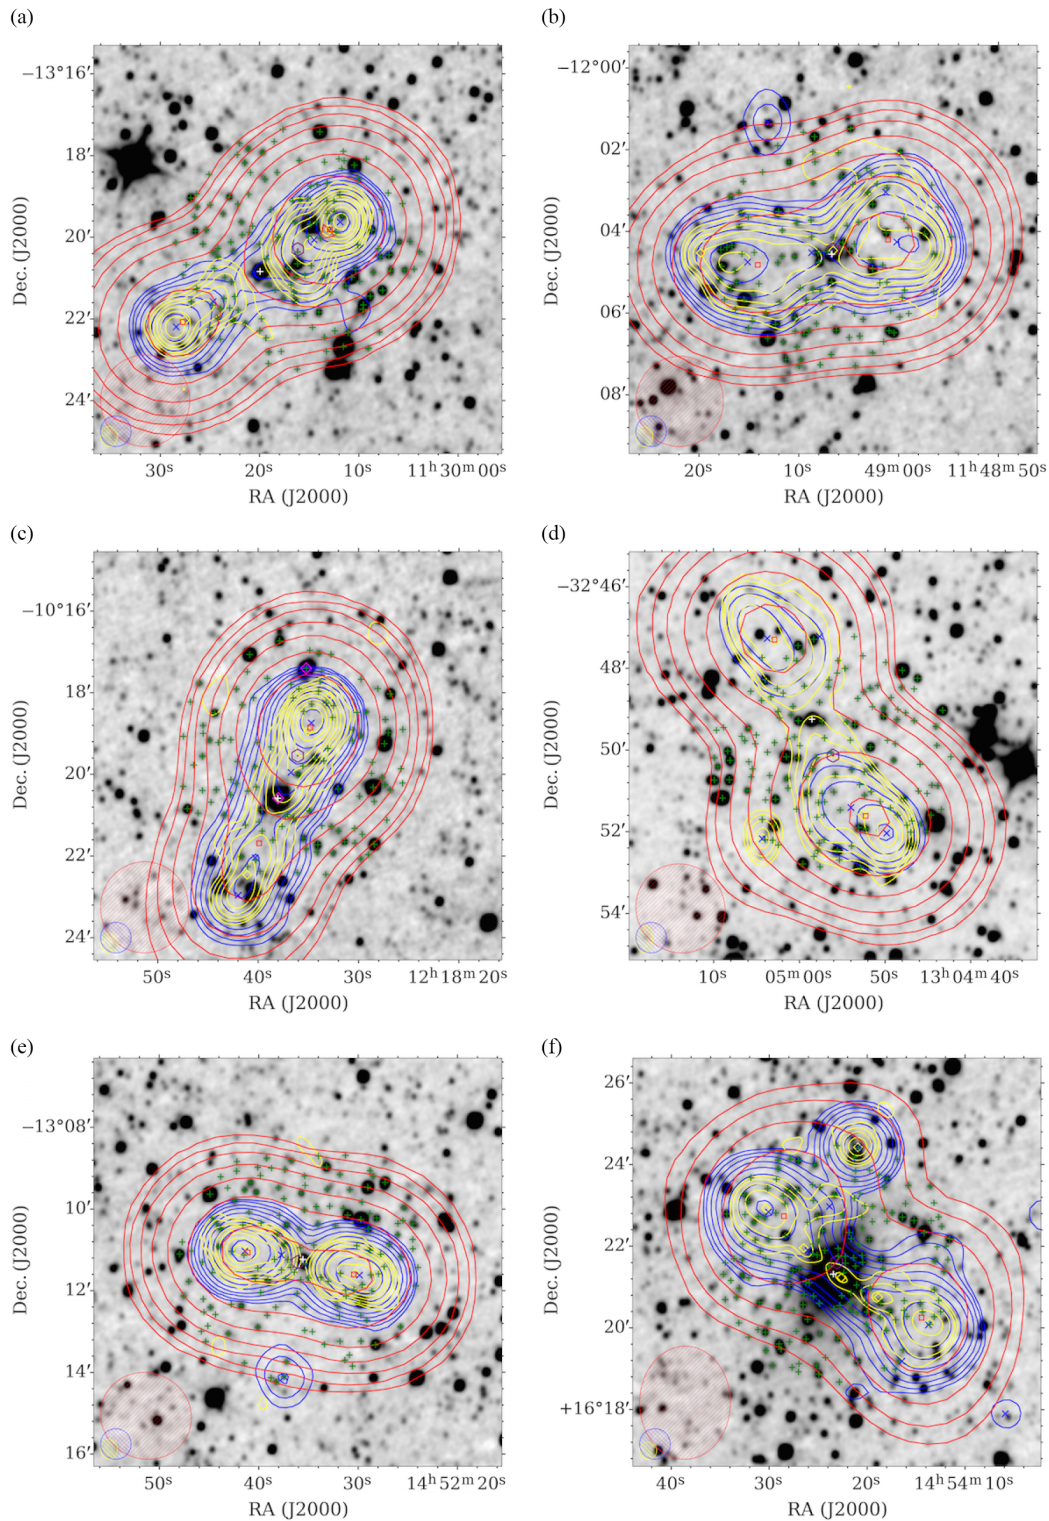 (a)
(b)
−13°16′
18′
20′
22′
24′
Dec. (J2000)
30ˢ 20ˢ 10ˢ 11ʰ30ᵐ00ˢ
RA (J2000)
−12°00′
02′
04′
06′
08′
Dec. (J2000)
20ˢ 10ˢ 49ᵐ00ˢ 11ʰ48ᵐ50ˢ
RA (J2000)
(c)
(d)
−10°16′
18′
20′
22′
24′
Dec. (J2000)
50ˢ 40ˢ 30ˢ 12ʰ18ᵐ20ˢ
RA (J2000)
−32°46′
48′
50′
52′
54′
Dec. (J2000)
10ˢ 05ᵐ00ˢ 50ˢ 13ʰ04ᵐ40ˢ
RA (J2000)
(e)
(f)
−13°08′
10′
12′
14′
16′
Dec. (J2000)
50ˢ 40ˢ 30ˢ 14ʰ52ᵐ20ˢ
RA (J2000)
26′
24′
22′
20′
+16°18′
Dec. (J2000)
40ˢ 30ˢ 20ˢ 14ʰ54ᵐ10ˢ
RA (J2000)